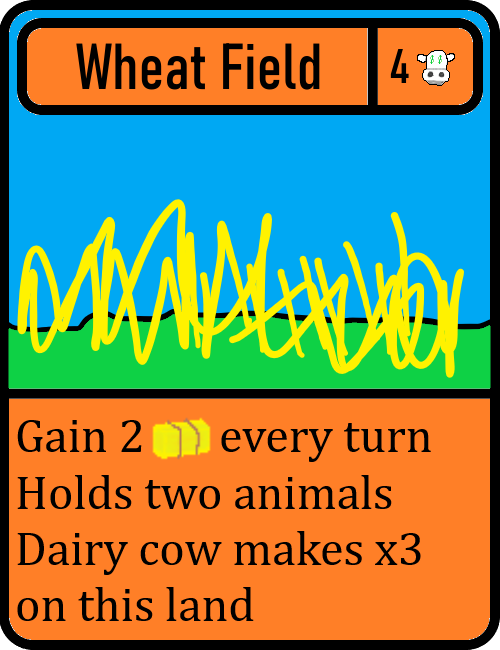 Wheat Field
4
Gain 2 every turn
Holds two animals
Dairy cow makes x3
on this land